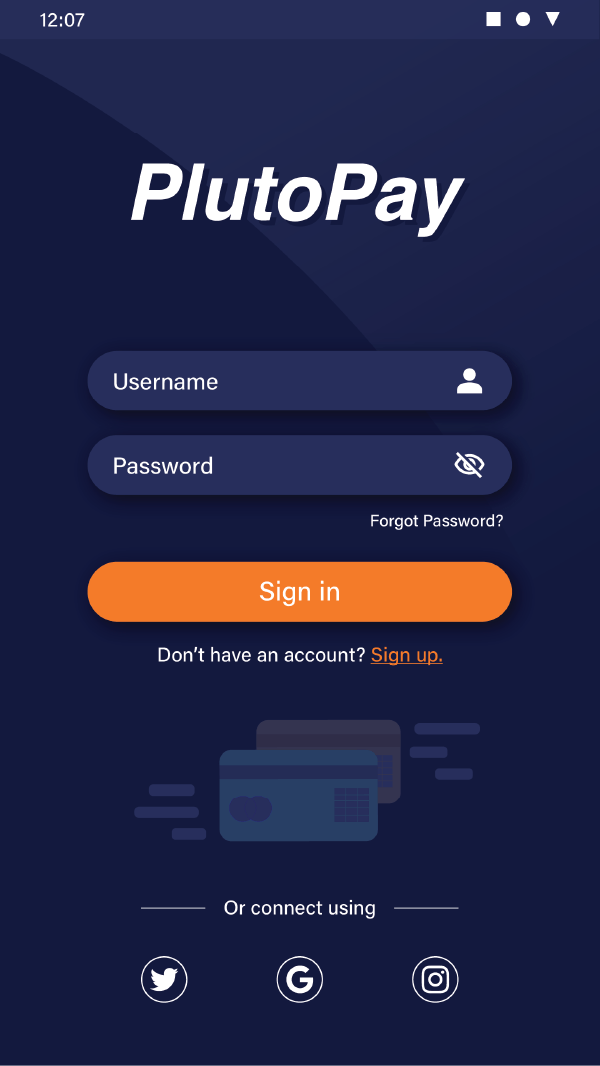 12:07
PlutoPay
Username
Password
Forgot Password?
Sign in
Don't have an account? Sign up.
Or connect using
G